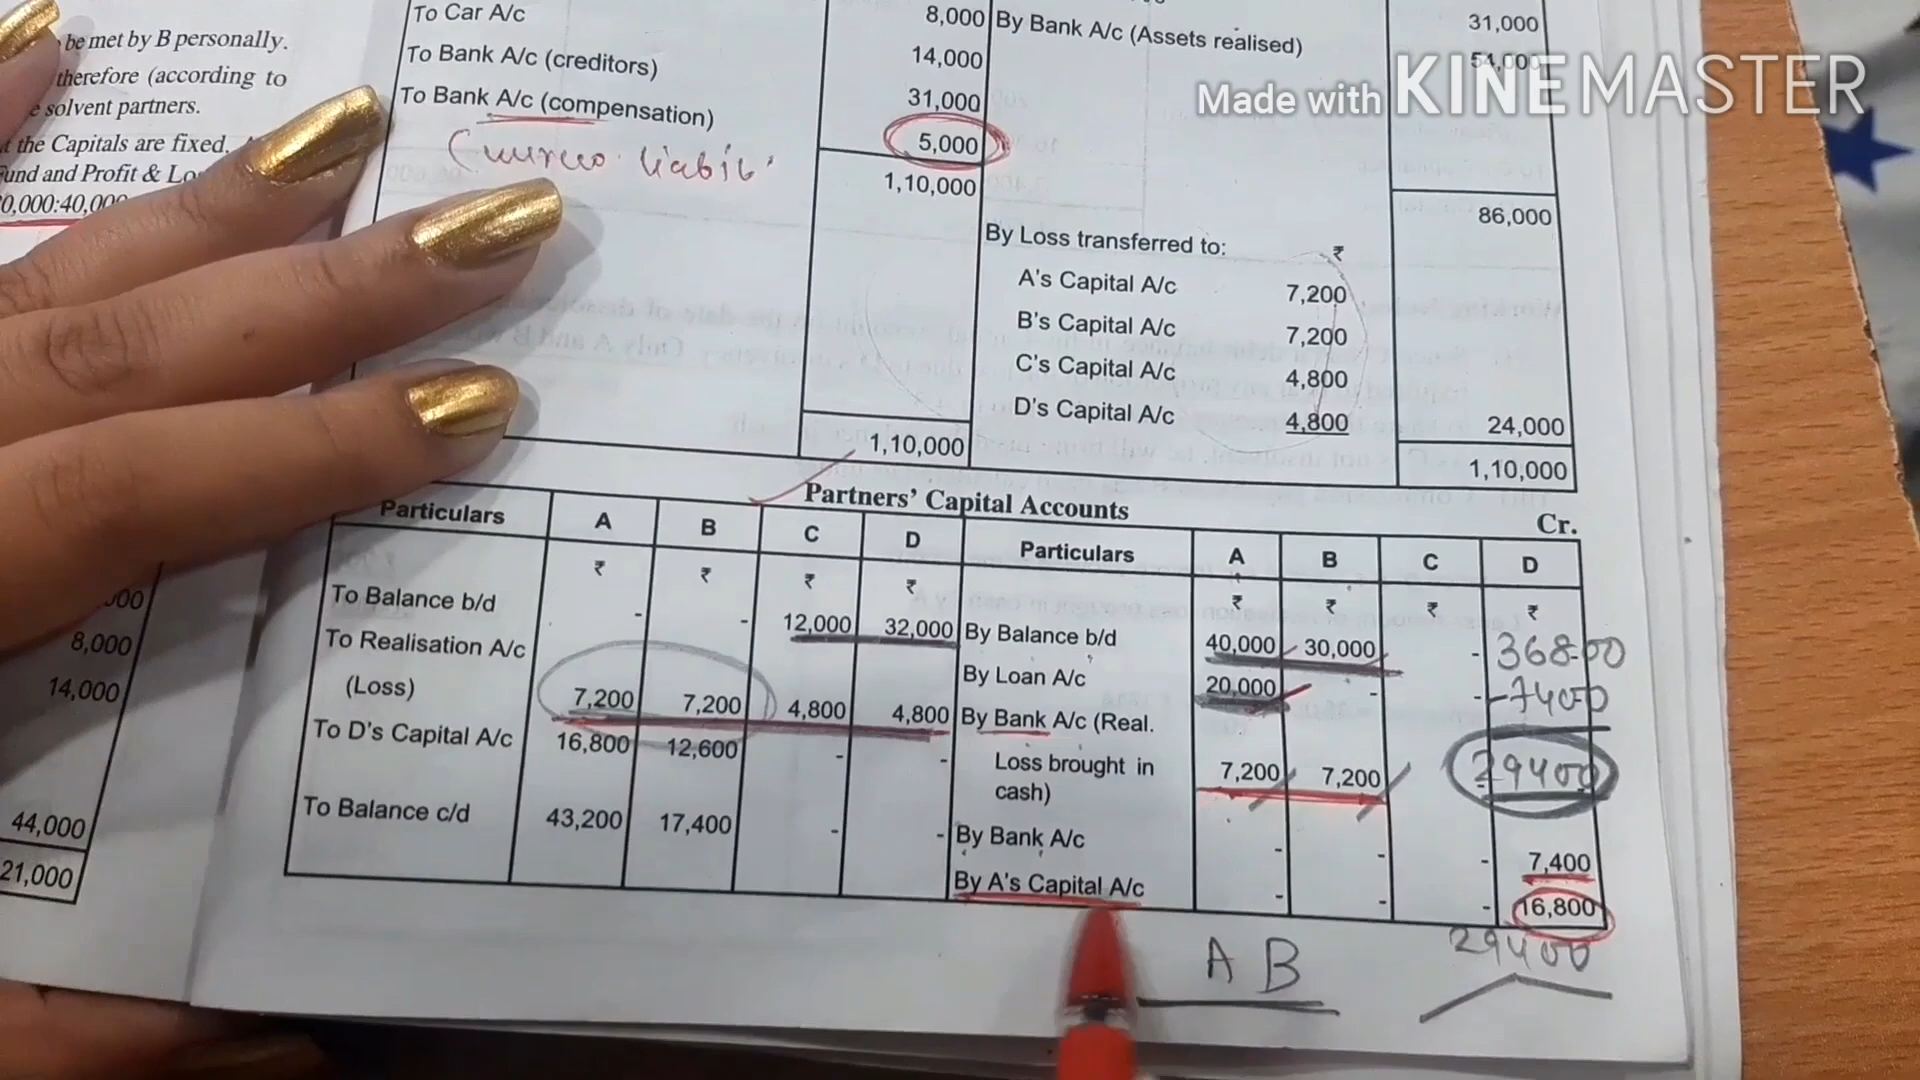 be met by B personally.
therefore (according to
e solvent partners.
t the Capitals are fixed.
und and Profit & Lo
0,000:40,000
8,000
14,000
44,000
21,000
Made with KINEMASTER
To Car A/c 8,000 By Bank A/c (Assets realised) 31,000
To Bank A/c (creditors) 14,000 54,000
To Bank A/c (compensation) 31,000
5,000
1,10,000 86,000
By Loss transferred to: ₹
A's Capital A/c 7,200
B's Capital A/c 7,200
C's Capital A/c 4,800
D's Capital A/c 4,800 24,000
1,10,000 1,10,000
Partners' Capital Accounts Cr.
Particulars A B C D Particulars A B C D
₹ ₹ ₹ ₹ ₹ ₹ ₹ ₹
To Balance b/d - - 12,000 32,000 By Balance b/d 40,000 30,000 - 36800
To Realisation A/c By Loan A/c 20,000 - - -7400
(Loss) 7,200 7,200 4,800 4,800 By Bank A/c (Real.
To D's Capital A/c 16,800 12,600 - - Loss brought in 7,200 7,200 29400
cash)
To Balance c/d 43,200 17,400 - - By Bank A/c - - - 7,400
By A's Capital A/c - - - 16,800
A B 29400